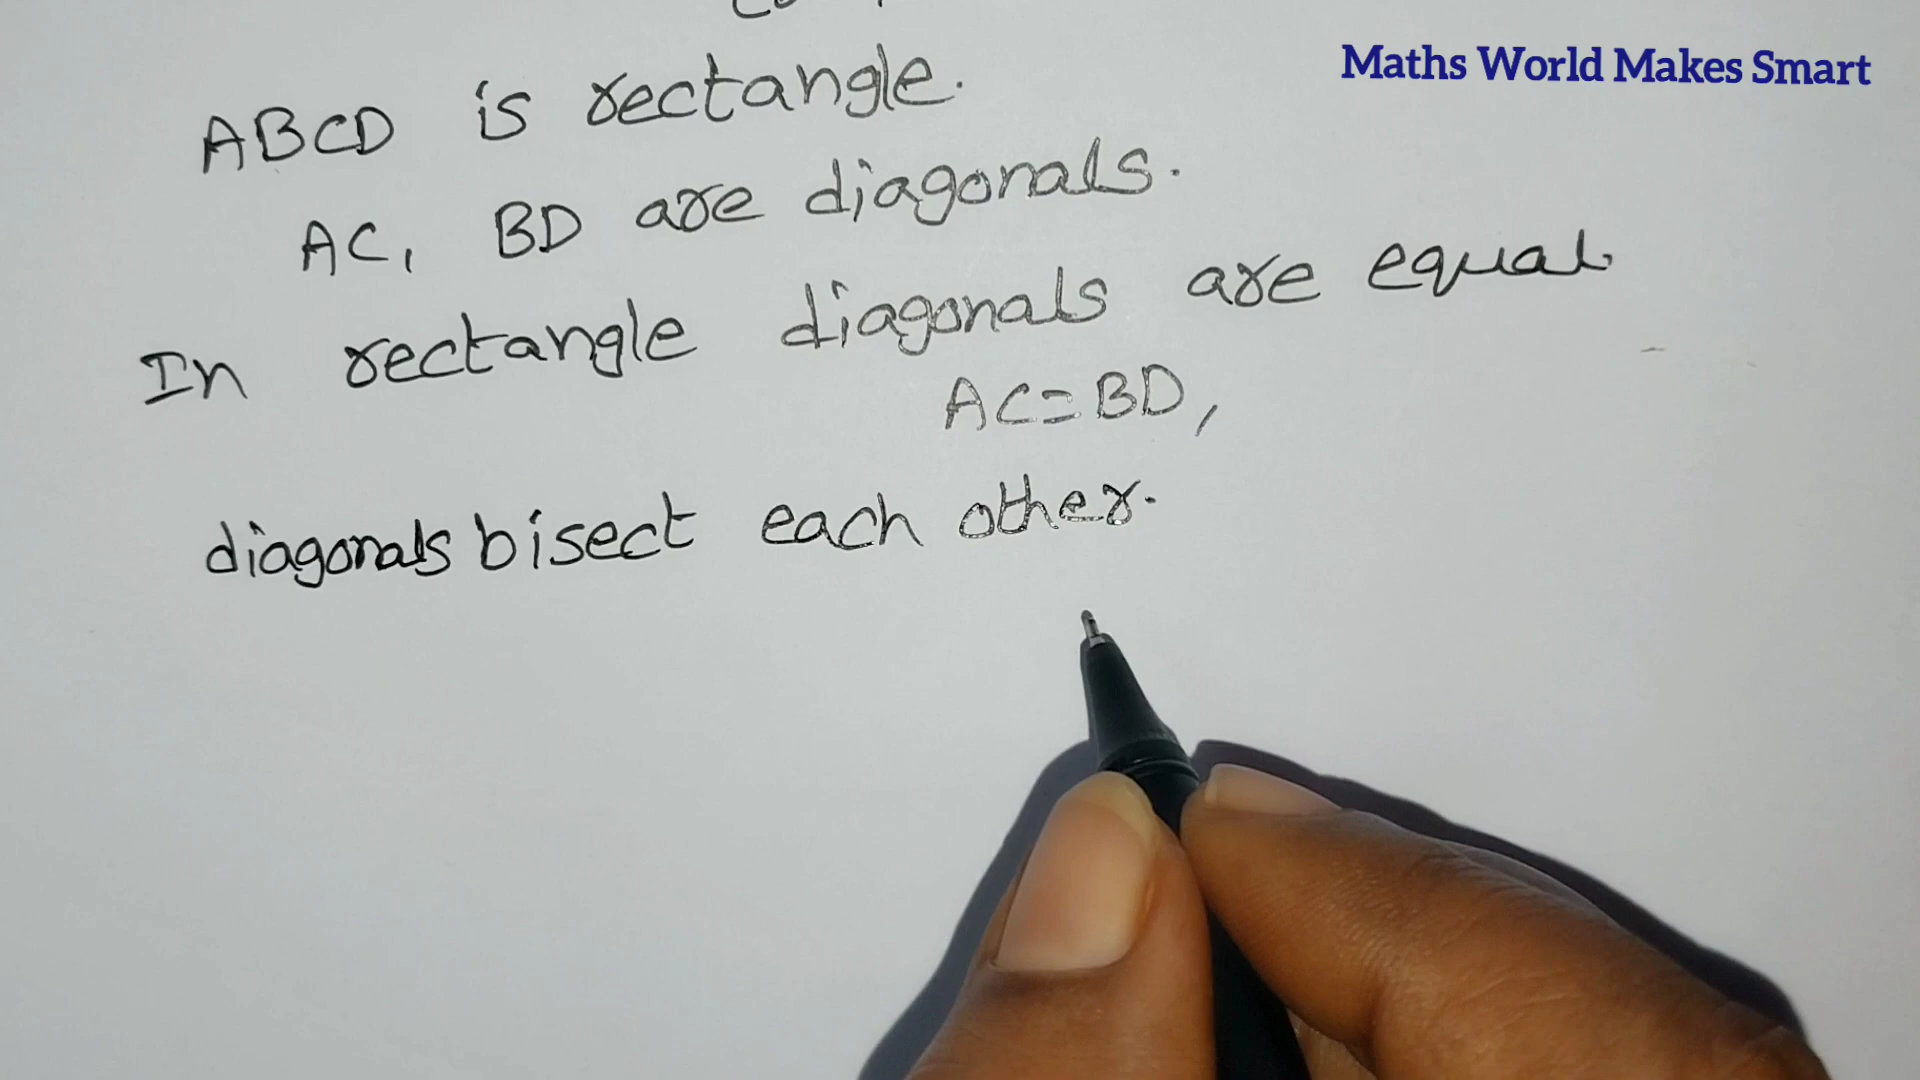 Maths World Makes Smart
ABCD is rectangle.
AC, BD are diagonals.
In rectangle diagonals are equal.
AC=BD,
diagonals bisect each other.